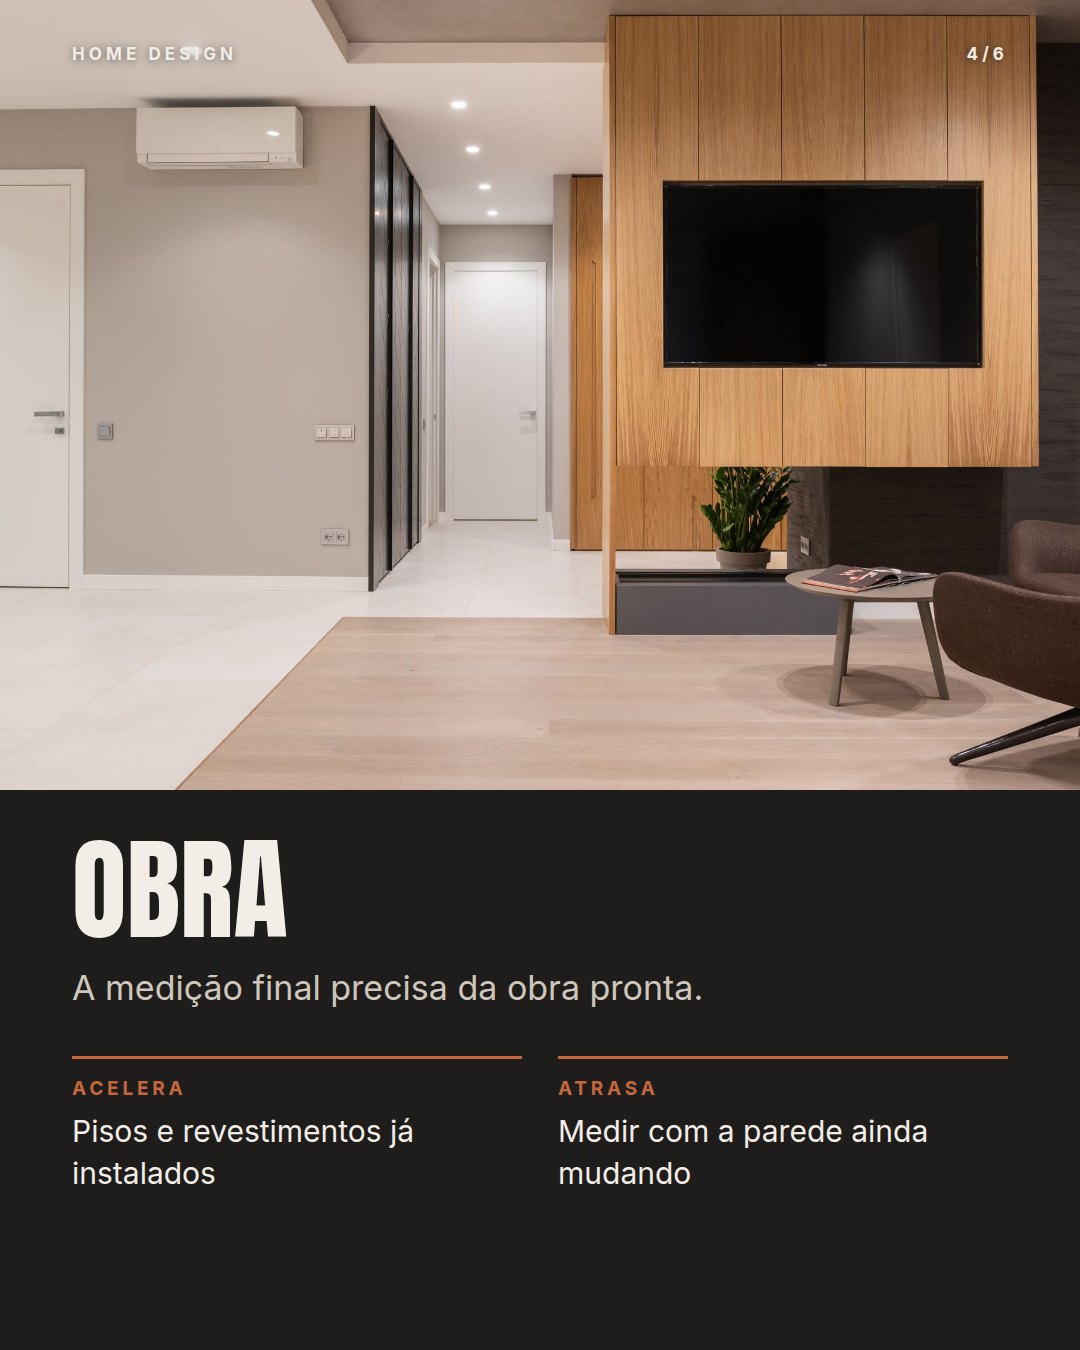 HOME DESIGN
4/6
OBRA
A medição final precisa da obra pronta.
ACELERA
Pisos e revestimentos já
instalados
ATRASA
Medir com a parede ainda
mudando